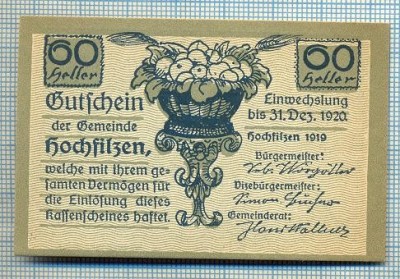 60 Heller
60 Heller
Gutschein
der Gemeinde
Hochfilzen,
welche mit ihrem ge-
samten Vermögen für
die Einlösung dieses
Kassenscheines haftet.
Einwechslung
bis 31. Dez. 1920.
Hochfilzen 1919
Bürgermeister:
Vizebürgermeister:
Simon
Gemeinderat: